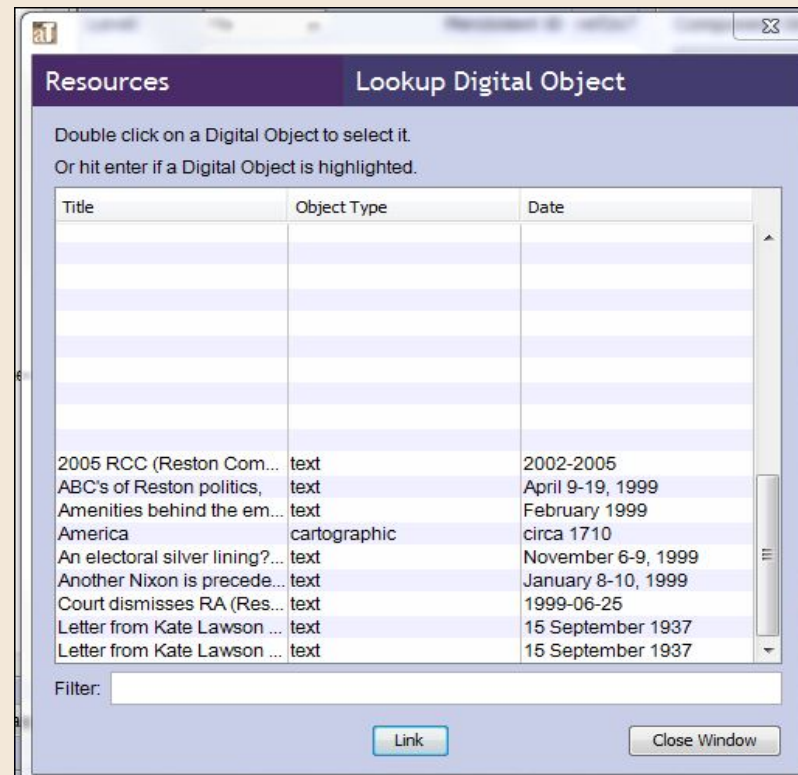 aT
Resources Lookup Digital Object
Double click on a Digital Object to select it.
Or hit enter if a Digital Object is highlighted.
Title Object Type Date
2005 RCC (Reston Com... text 2002-2005
ABC's of Reston politics, text April 9-19, 1999
Amenities behind the em... text February 1999
America cartographic circa 1710
An electoral silver lining?... text November 6-9, 1999
Another Nixon is precede... text January 8-10, 1999
Court dismisses RA (Res... text 1999-06-25
Letter from Kate Lawson ... text 15 September 1937
Letter from Kate Lawson ... text 15 September 1937
Filter:
Link Close Window